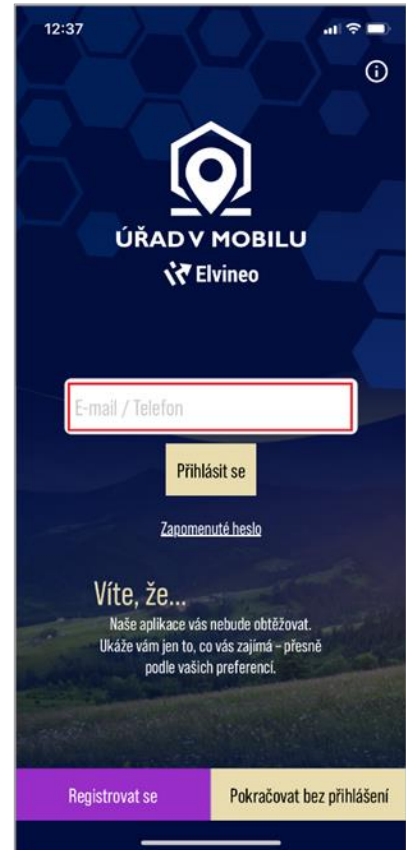 12:37
ÚŘAD V MOBILU
Elvineo
E-mail / Telefon
Přihlásit se
Zapomenuté heslo
Víte, že...
Naše aplikace vás nebude obtěžovat.
Ukáže vám jen to, co vás zajímá – přesně
podle vašich preferencí.
Registrovat se
Pokračovat bez přihlášení